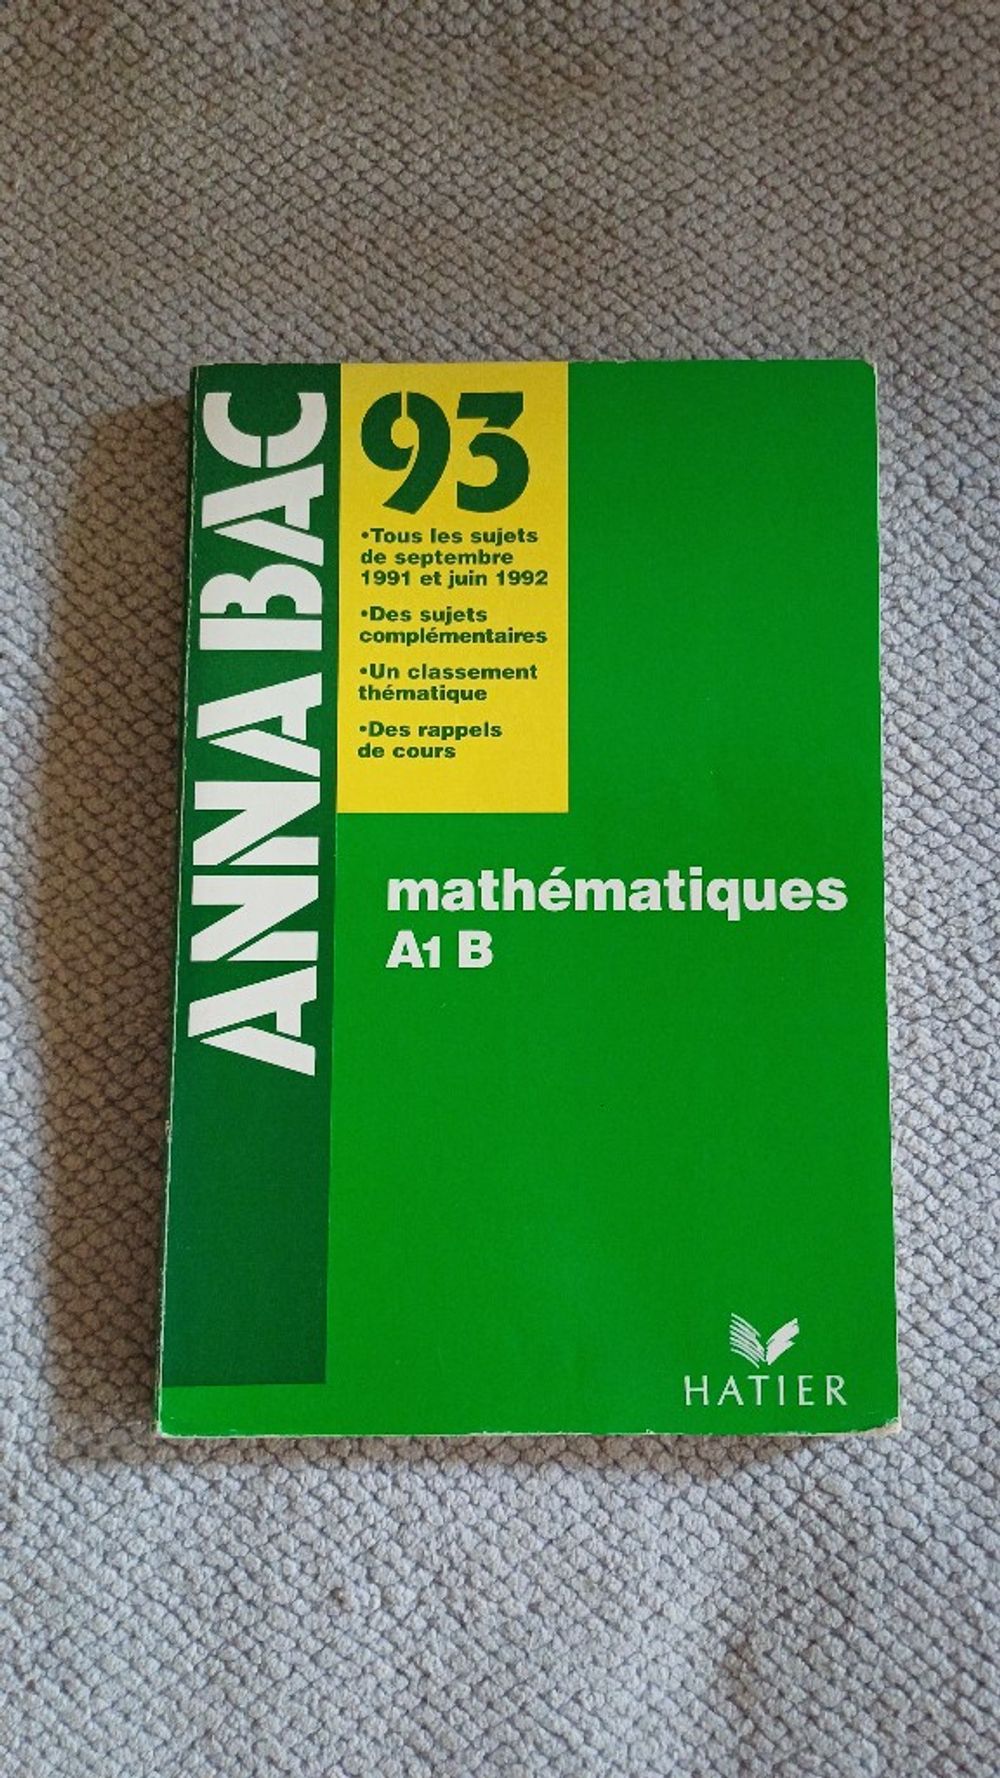 ANNABAC
93
•Tous les sujets
de septembre
1991 et juin 1992
•Des sujets
complémentaires
•Un classement
thématique
•Des rappels
de cours
mathématiques
A1 B
HATIER